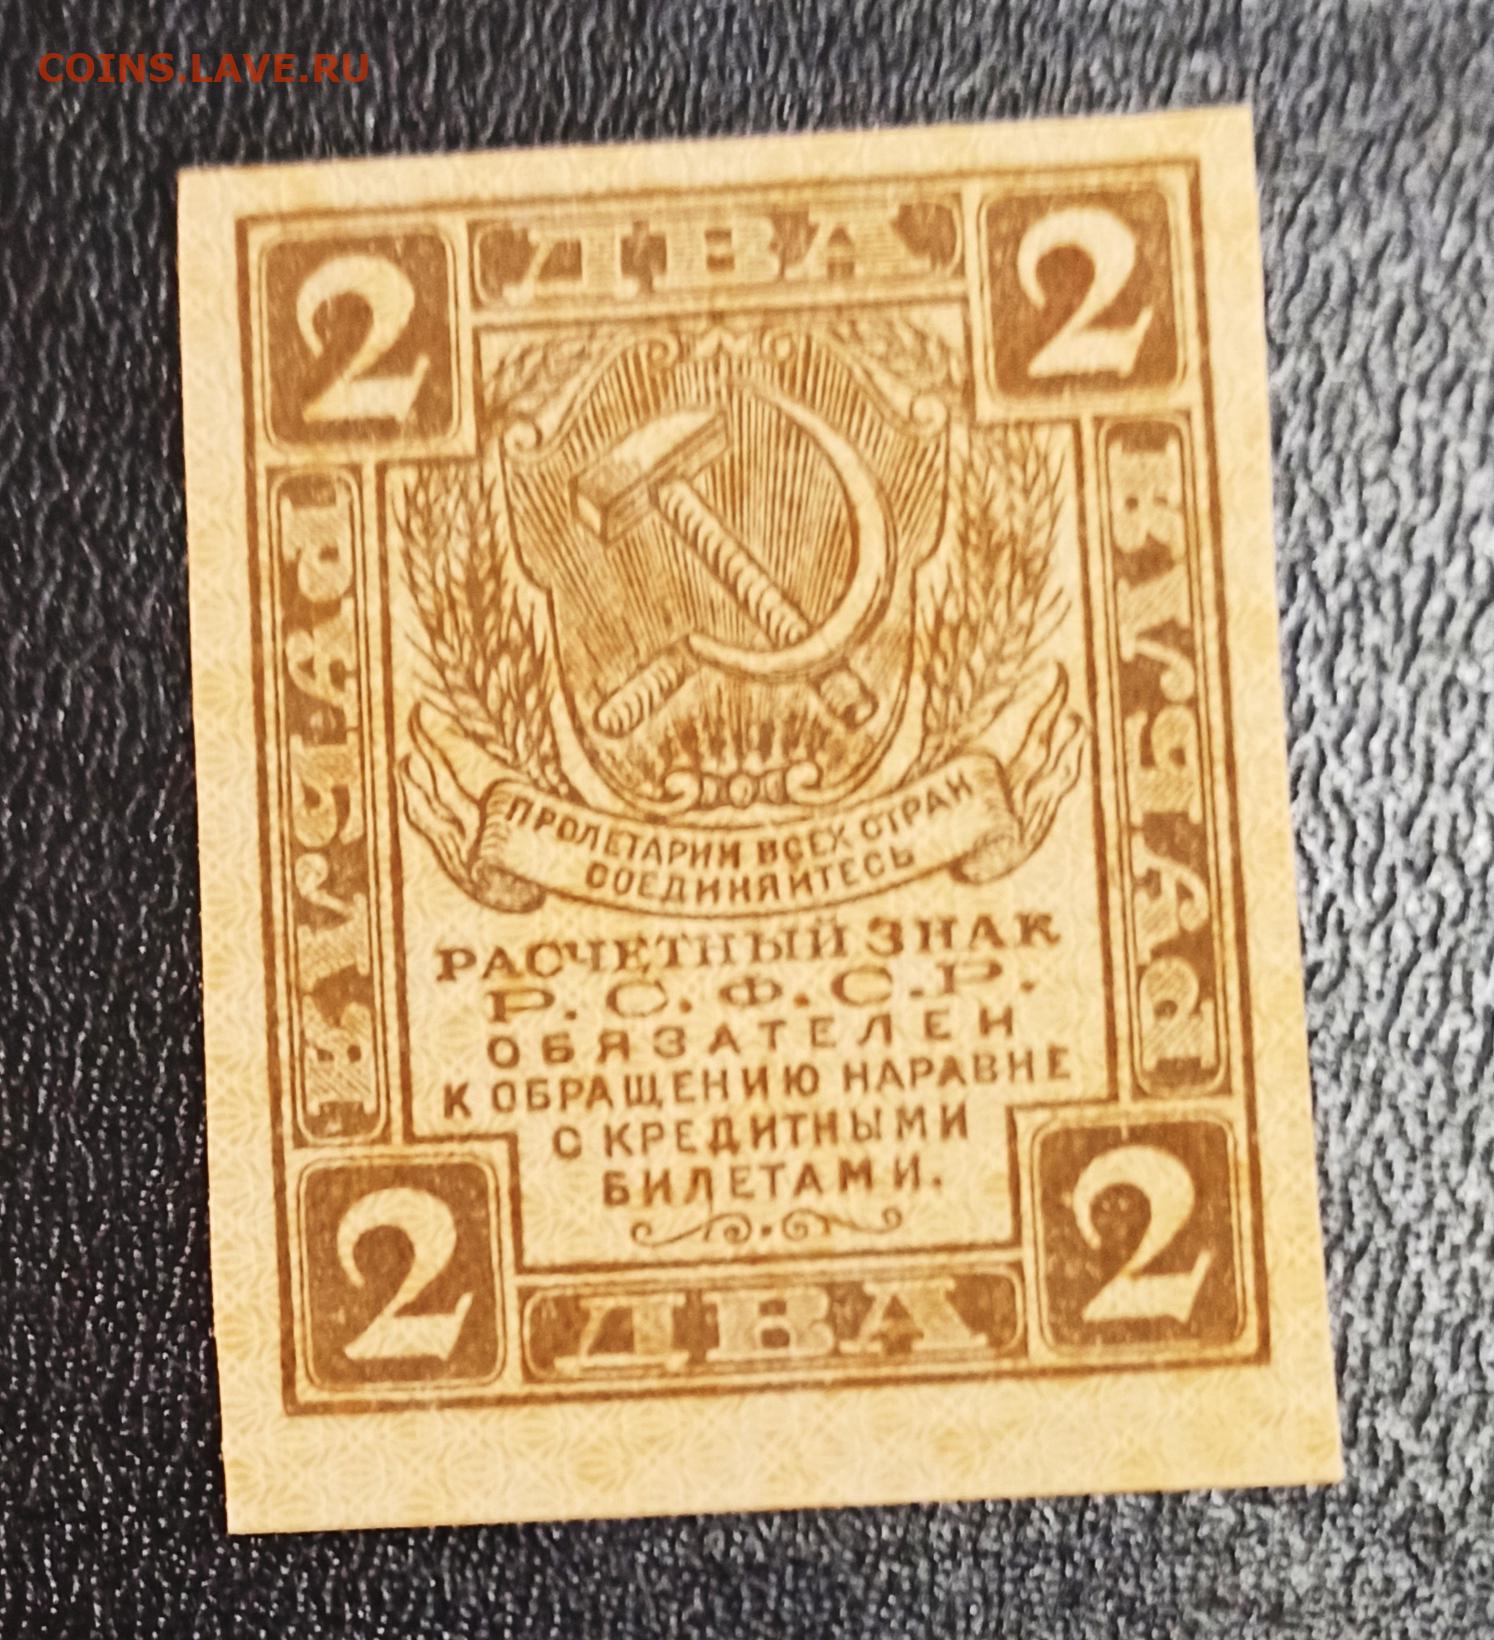 COINS.LAVE.RU
2 ДВА 2
РУБЛЯ
РУБЛЯ
ПРОЛЕТАРИИ ВСЕХ СТРАН
СОЕДИНЯЙТЕСЬ
РАСЧЕТНЫЙ ЗНАК
Р.С.Ф.С.Р.
ОБЯЗАТЕЛЕН
К ОБРАЩЕНИЮ НАРАВНЕ
С КРЕДИТНЫМИ
БИЛЕТАМИ.
2 ДВА 2